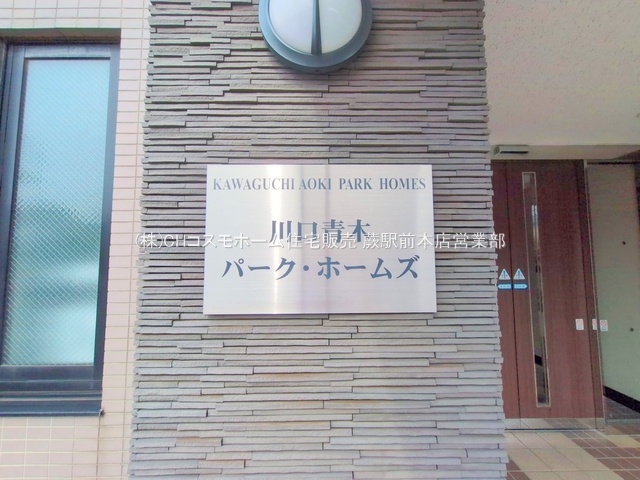 KAWAGUCHI AOKI PARK HOMES
川口青木
㈱CHコスモホーム住宅販売 蕨駅前本店営業部
パーク・ホームズ